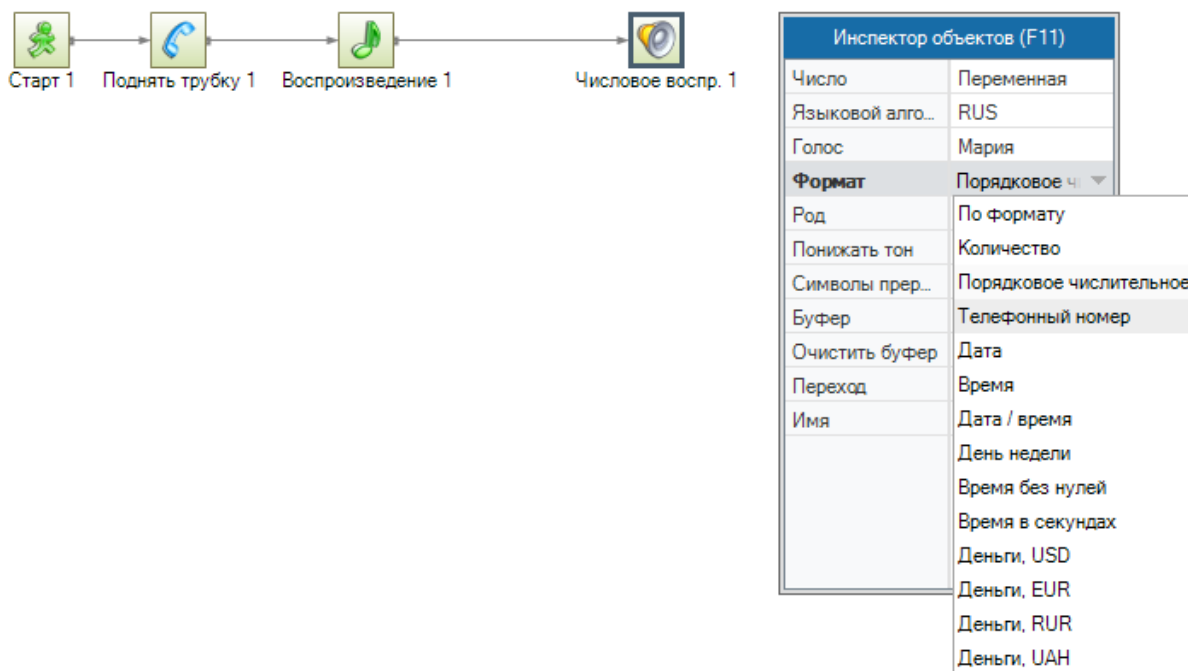 Старт 1
Поднять трубку 1
Воспроизведение 1
Числовое воспр. 1
Инспектор объектов (F11)
Число Переменная
Языковой алго... RUS
Голос Мария
Формат Порядковое ч
Род
Понижать тон
Символы прер...
Буфер
Очистить буфер
Переход
Имя
По формату
Количество
Порядковое числительное
Телефонный номер
Дата
Время
Дата / время
День недели
Время без нулей
Время в секундах
Деньги, USD
Деньги, EUR
Деньги, RUR
Деньги, UAH